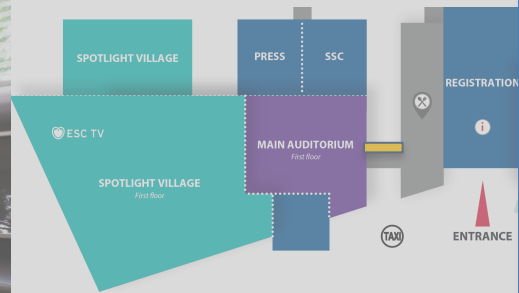 SPOTLIGHT VILLAGE
PRESS
SSC
REGISTRATION
i
ESC TV
MAIN AUDITORIUM
First floor
SPOTLIGHT VILLAGE
First floor
TAXI
ENTRANCE